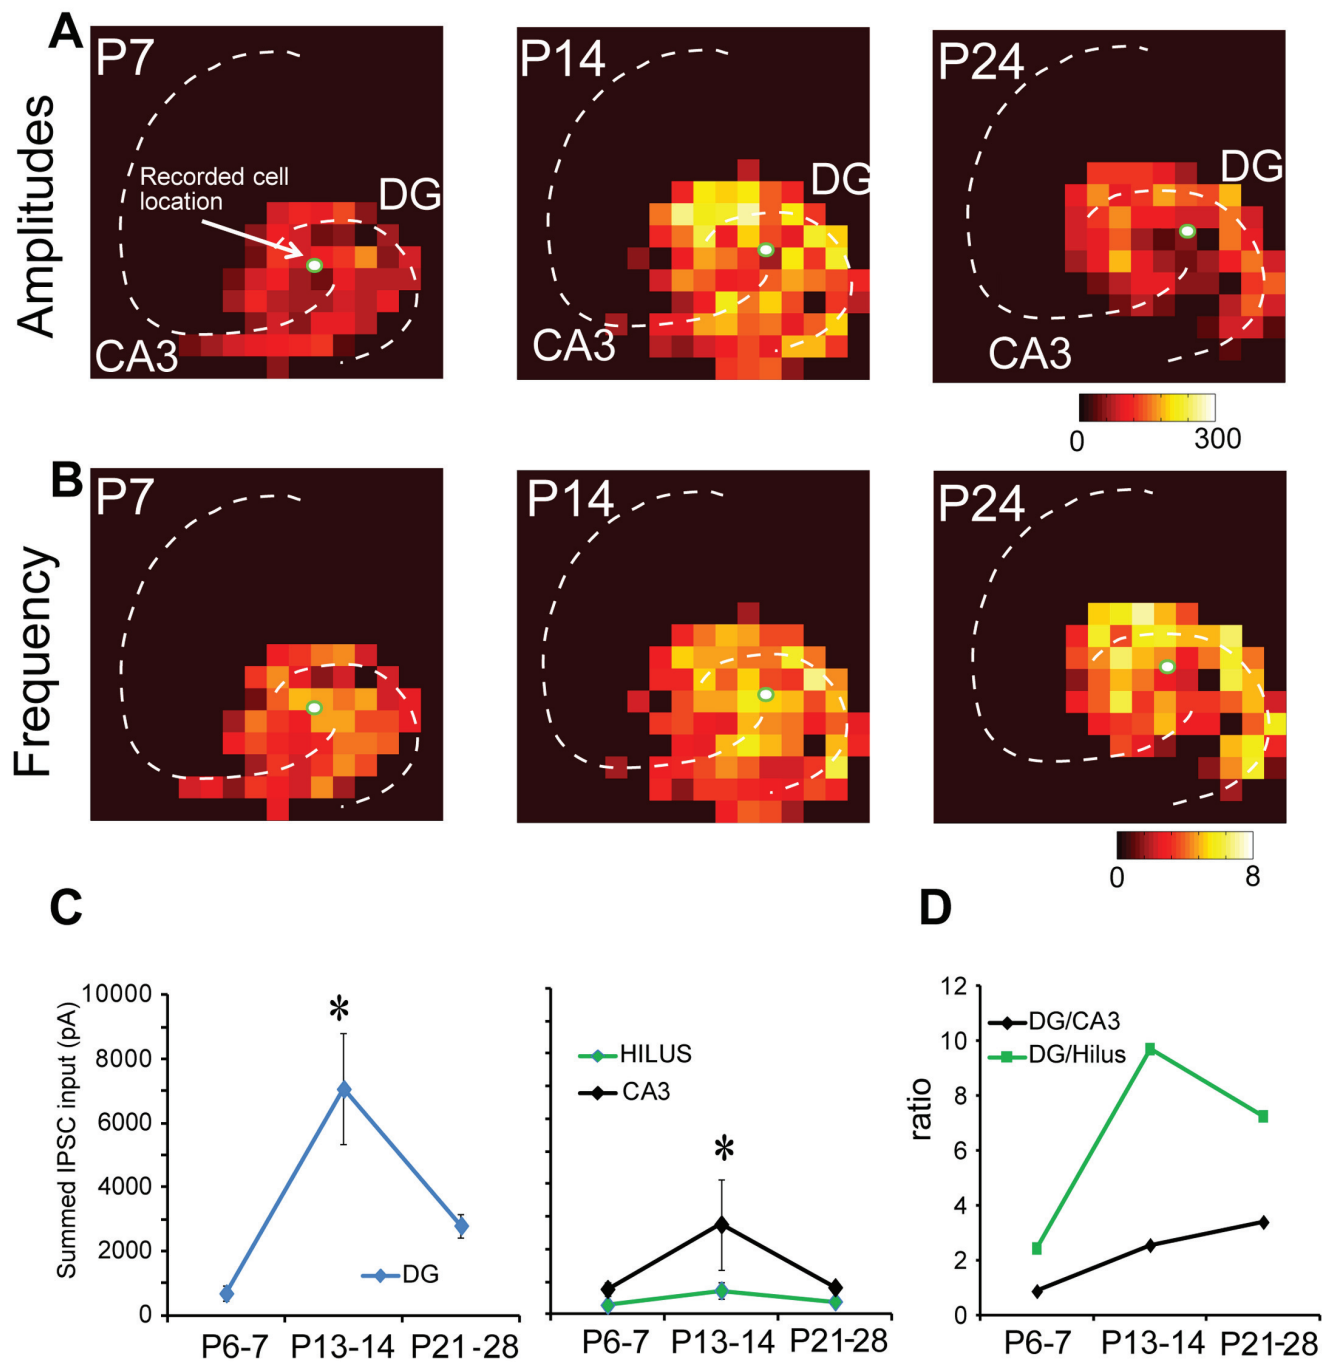 A
Amplitudes
P7
Recorded cell
location
DG
CA3
P14
DG
CA3
P24
DG
CA3
0
300
B
Frequency
P7
P14
P24
0
8
C
Summed IPSC input (pA)
10000
8000
6000
4000
2000
0
*
DG
P6-7
P13-14
P21-28
HILUS
CA3
*
P6-7
P13-14
P21-28
D
ratio
12
10
8
6
4
2
0
DG/CA3
DG/Hilus
P6-7
P13-14
P21-28